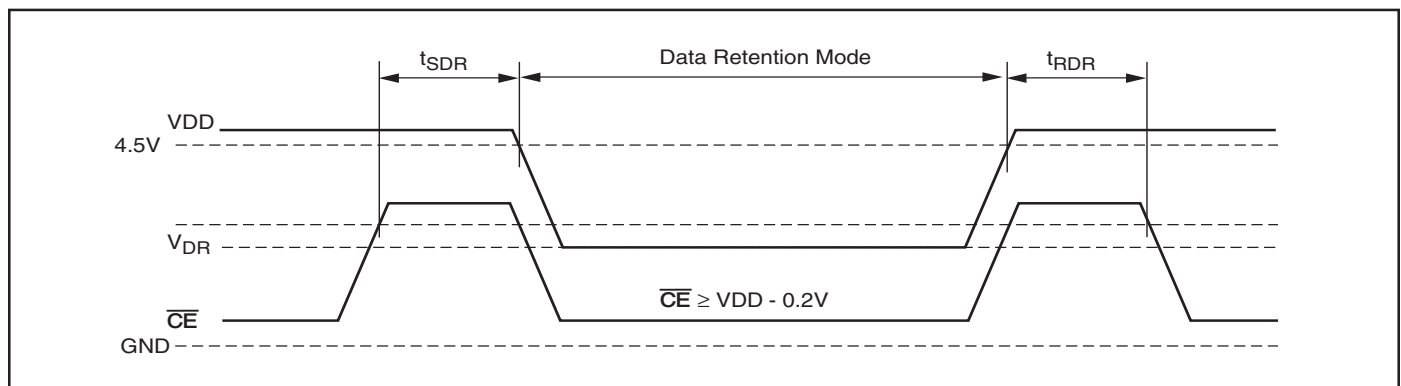 tSDR
Data Retention Mode
tRDR
VDD
4.5V
VDR
CE ≥ VDD - 0.2V
CE
GND